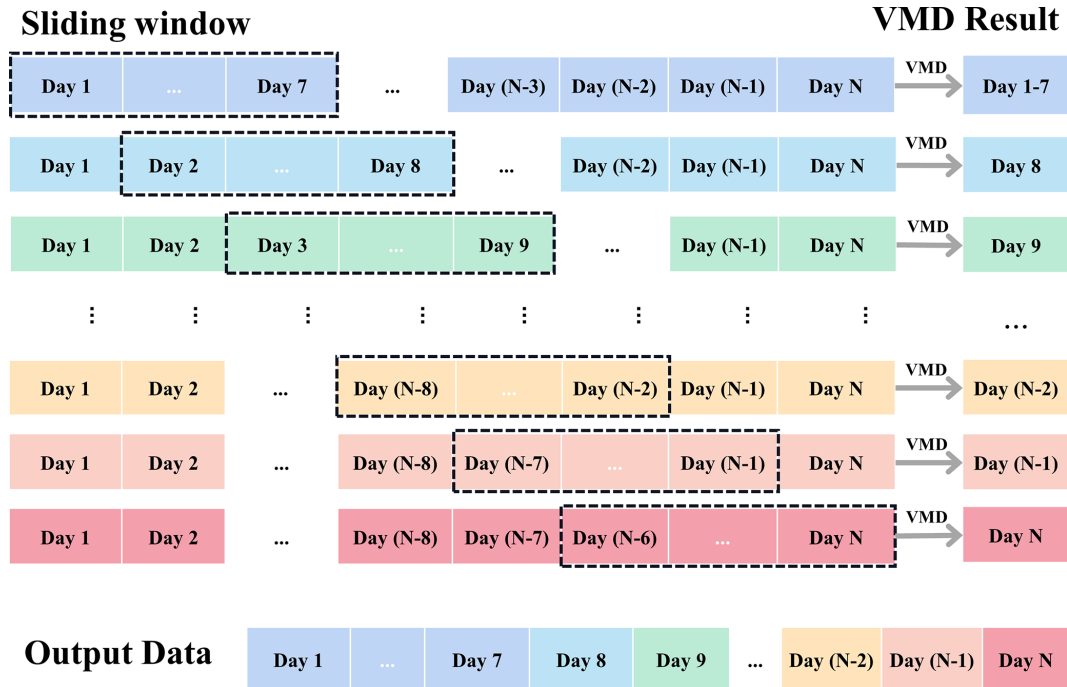 Sliding window VMD Result
Day 1 ... Day 7 ... Day (N-3) Day (N-2) Day (N-1) Day N VMD Day 1-7
Day 1 Day 2 ... Day 8 ... Day (N-2) Day (N-1) Day N VMD Day 8
Day 1 Day 2 Day 3 ... Day 9 ... Day (N-1) Day N VMD Day 9
⋮ ⋮ ⋮ ⋮ ⋮ ⋮ ⋮ ⋮ ...
Day 1 Day 2 ... Day (N-8) ... Day (N-2) Day (N-1) Day N VMD Day (N-2)
Day 1 Day 2 ... Day (N-8) Day (N-7) ... Day (N-1) Day N VMD Day (N-1)
Day 1 Day 2 ... Day (N-8) Day (N-7) Day (N-6) ... Day N VMD Day N
Output Data Day 1 ... Day 7 Day 8 Day 9 ... Day (N-2) Day (N-1) Day N